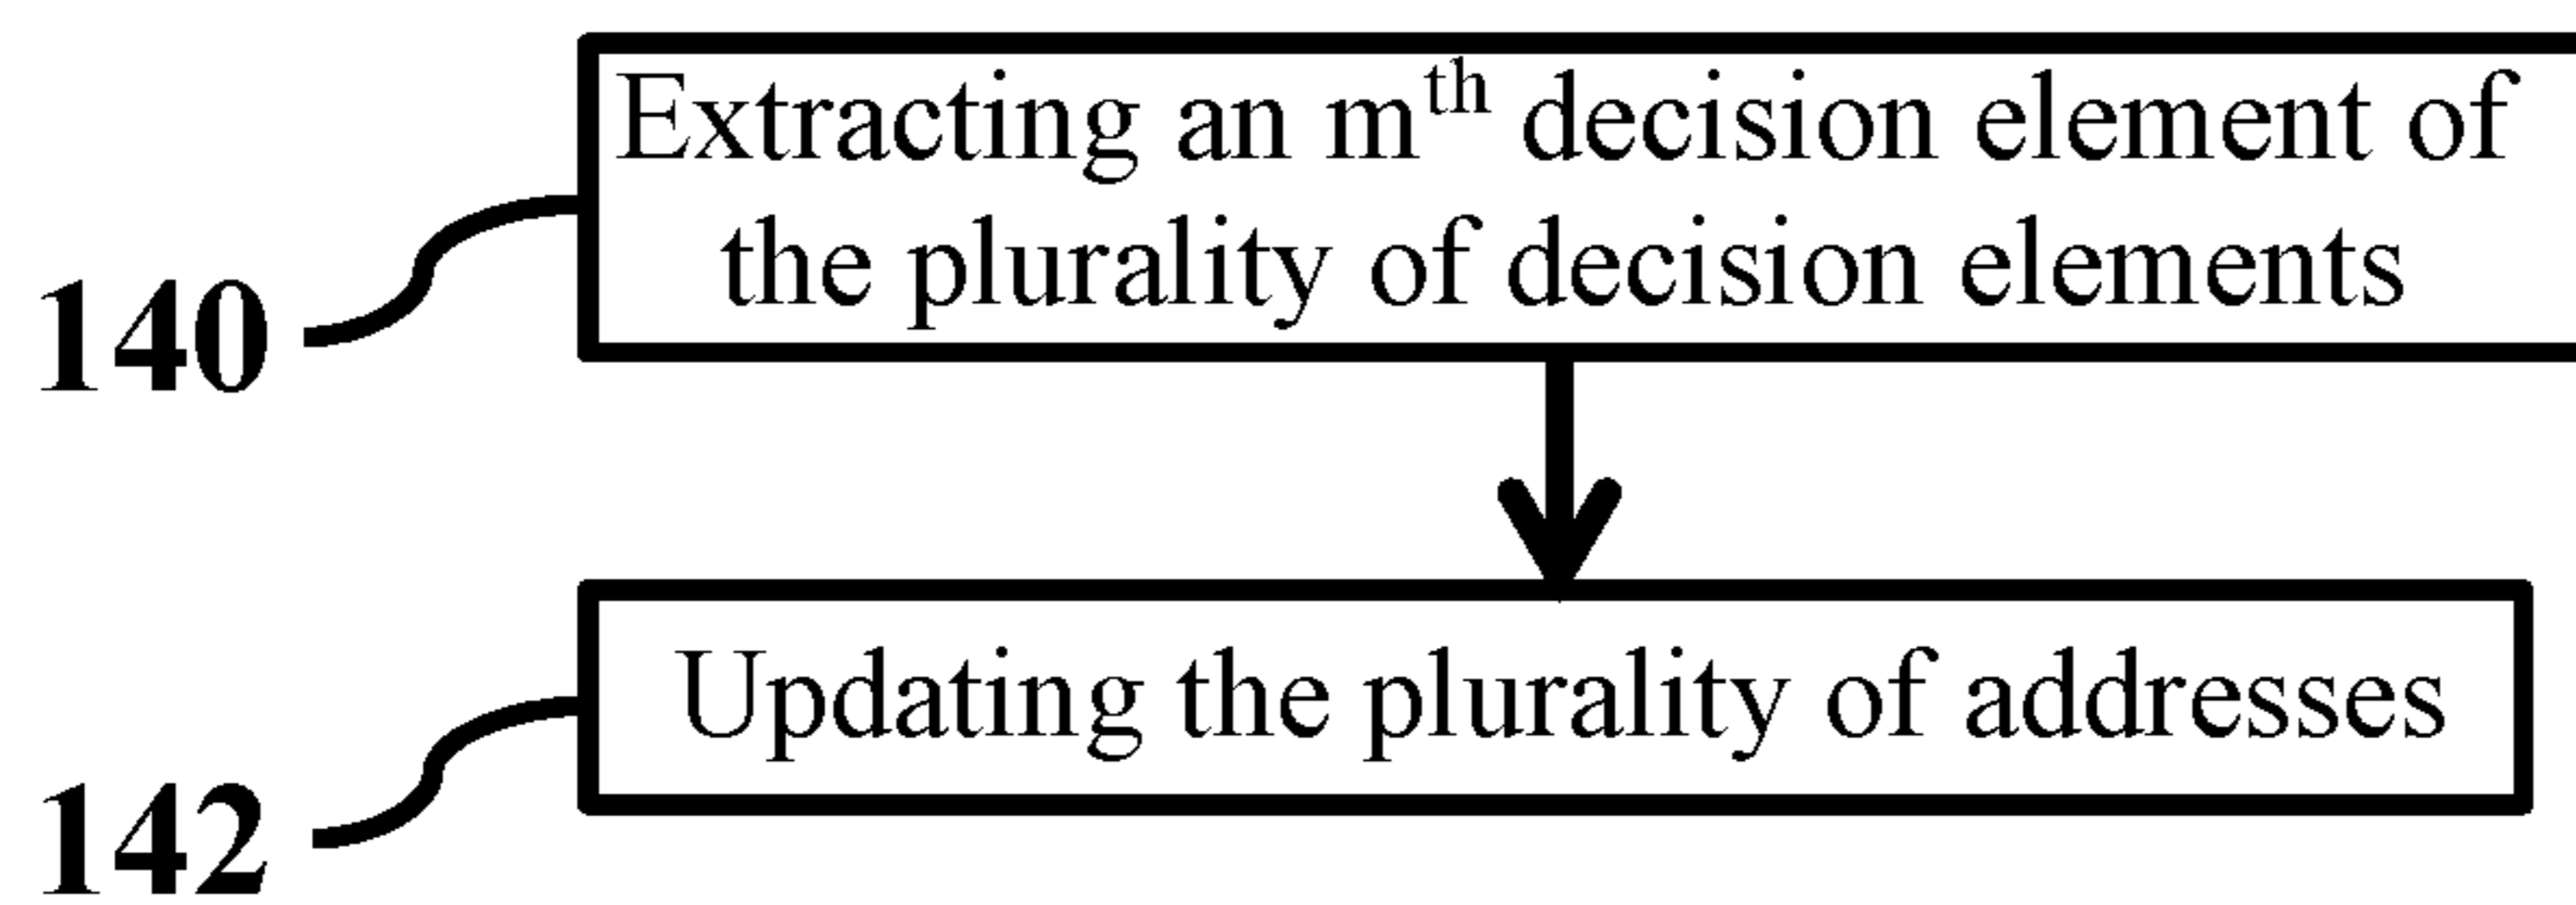 Extracting an mth decision element of
the plurality of decision elements
140
Updating the plurality of addresses
142